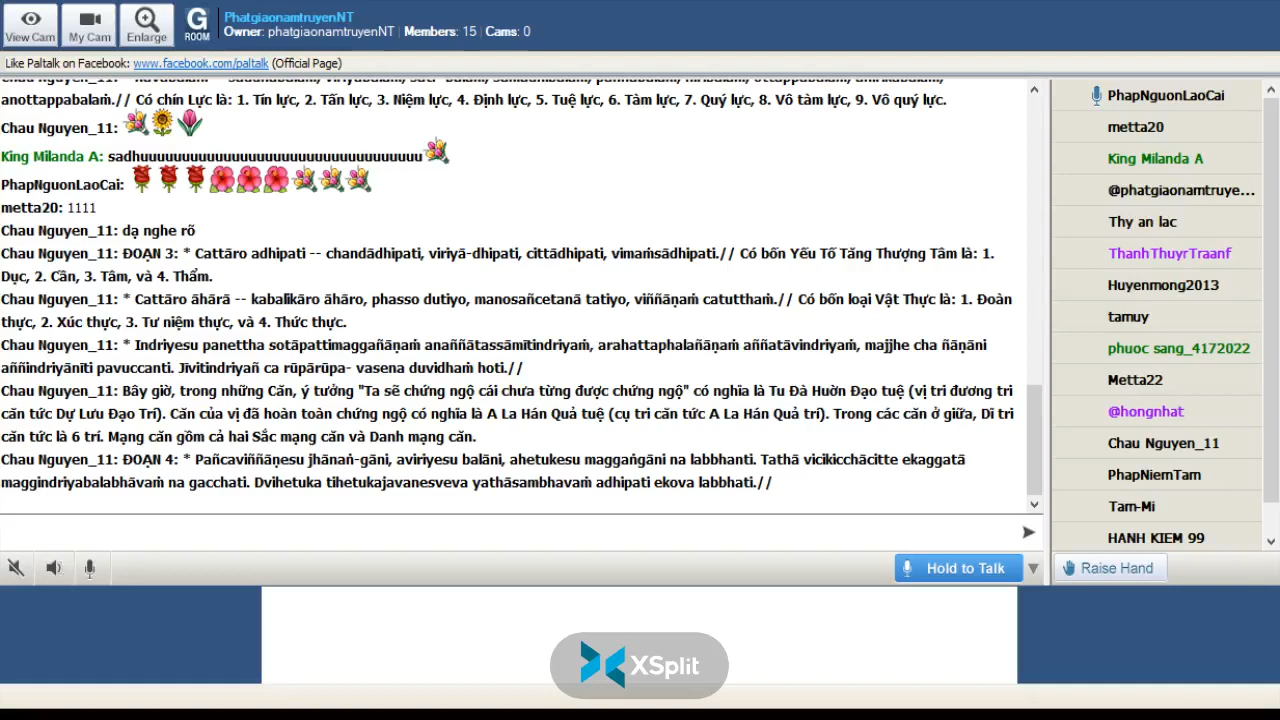 View Cam
My Cam
Enlarge
G
ROOM
PhatgiaonamtruyenNT
Owner: phatgiaonamtruyenNT Members: 15 Cams: 0
Like Paltalk on Facebook: www.facebook.com/paltalk (Official Page)
anottappabalaṁ.// Có chín Lực là: 1. Tín lực, 2. Tấn lực, 3. Niệm lực, 4. Định lực, 5. Tuệ lực, 6. Tàm lực, 7. Quý lực, 8. Vô tàm lực, 9. Vô quý lực.
Chau Nguyen_11:
King Milanda A: sadhuuuuuuuuuuuuuuuuuuuuuuuuuuuuuuuuuu
PhapNguonLaoCai:
metta20: 1111
Chau Nguyen_11: dạ nghe rõ
Chau Nguyen_11: ĐOẠN 3: * Cattāro adhipati -- chandādhipati, viriyā-dhipati, cittādhipati, vimaṁsādhipati.// Có bốn Yếu Tố Tăng Thượng Tâm là: 1.
Dục, 2. Cần, 3. Tâm, và 4. Thẩm.
Chau Nguyen_11: * Cattāro āhārā -- kabalikāro āhāro, phasso dutiyo, manosañcetanā tatiyo, viññāṇaṁ catutthaṁ.// Có bốn loại Vật Thực là: 1. Đoàn
thực, 2. Xúc thực, 3. Tư niệm thực, và 4. Thức thực.
Chau Nguyen_11: * Indriyesu panettha sotāpattimaggañāṇaṁ anaññātassāmītindriyaṁ, arahattaphalañāṇaṁ aññatāvindriyaṁ, majjhe cha ñāṇāni
aññindriyānīti pavuccanti. Jīvitindriyañ ca rūpārūpa- vasena duvidhaṁ hoti.//
Chau Nguyen_11: Bây giờ, trong những Căn, ý tưởng "Ta sẽ chứng ngộ cái chưa từng được chứng ngộ" có nghĩa là Tu Đà Huờn Đạo tuệ (vị tri đương tri
căn tức Dự Lưu Đạo Trí). Căn của vị đã hoàn toàn chứng ngộ có nghĩa là A La Hán Quả tuệ (cụ tri căn tức A La Hán Quả trí). Trong các căn ở giữa, Dĩ tri
căn tức là 6 trí. Mạng căn gồm cả hai Sắc mạng căn và Danh mạng căn.
Chau Nguyen_11: ĐOẠN 4: * Pañcaviññāṇesu jhānaṅ-gāni, aviriyesu balāni, ahetukesu maggaṅgāni na labbhanti. Tathā vicikicchācitte ekaggatā
maggindriyabalabhāvaṁ na gacchati. Dvihetuka tihetukajavanesveva yathāsambhavaṁ adhipati ekova labbhati.//
Hold to Talk
PhapNguonLaoCai
metta20
King Milanda A
@phatgiaonamtruye...
Thy an lac
ThanhThuyrTraanf
Huyenmong2013
tamuy
phuoc sang_4172022
Metta22
@hongnhat
Chau Nguyen_11
PhapNiemTam
Tam-Mi
HANH KIEM 99
Raise Hand
XSplit